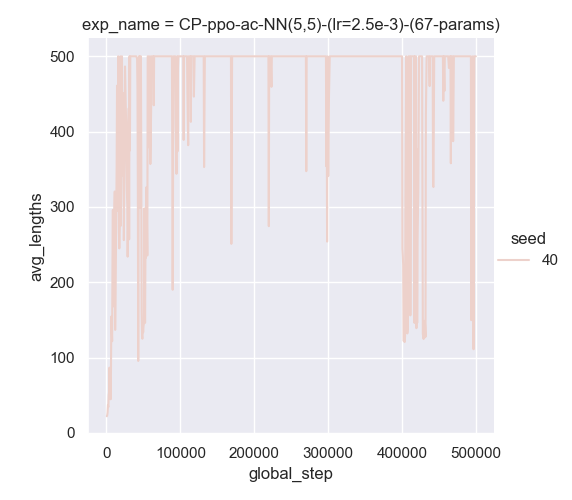 exp_name = CP-ppo-ac-NN(5,5)-(lr=2.5e-3)-(67-params)
500
400
300
200
100
0
avg_lengths
0 100000 200000 300000 400000 500000
global_step
seed
40